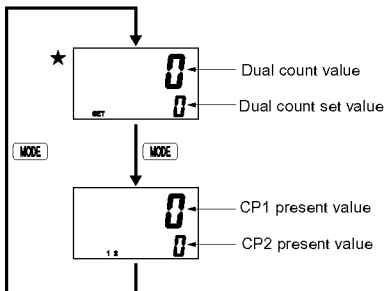 ★
0
Dual count value
SET
0
Dual count set value
MODE
MODE
0
CP1 present value
1 2
0
CP2 present value